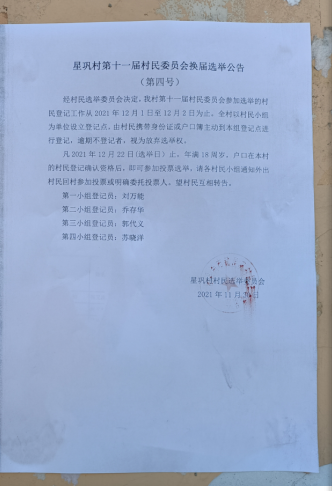 星巩村第十一届村民委员会换届选举公告
（第四号）
经村民选举委员会决定，我村第十一届村民委员会参加选举的村
民登记工作从 2021 年 12 月 1 日至 12 月 2 日为止。全村以村民小组
为单位设立登记点，由村民携带身份证或户口簿主动到本组登记点进
行登记，逾期不登记者，视为放弃选举权。
凡 2021 年 12 月 22 日(选举日）止，年满 18 周岁、户口在本村
的村民登记确认资格后，即可参加投票选举，请各村民小组通知外出
村民回村参加投票或明确委托投票人。望村民互相转告。
第一小组登记员：刘万能
第二小组登记员：乔存华
第三小组登记员：郭代义
第四小组登记员：苏晓洋
星巩村村民选举委员会
2021 年 11 月 日